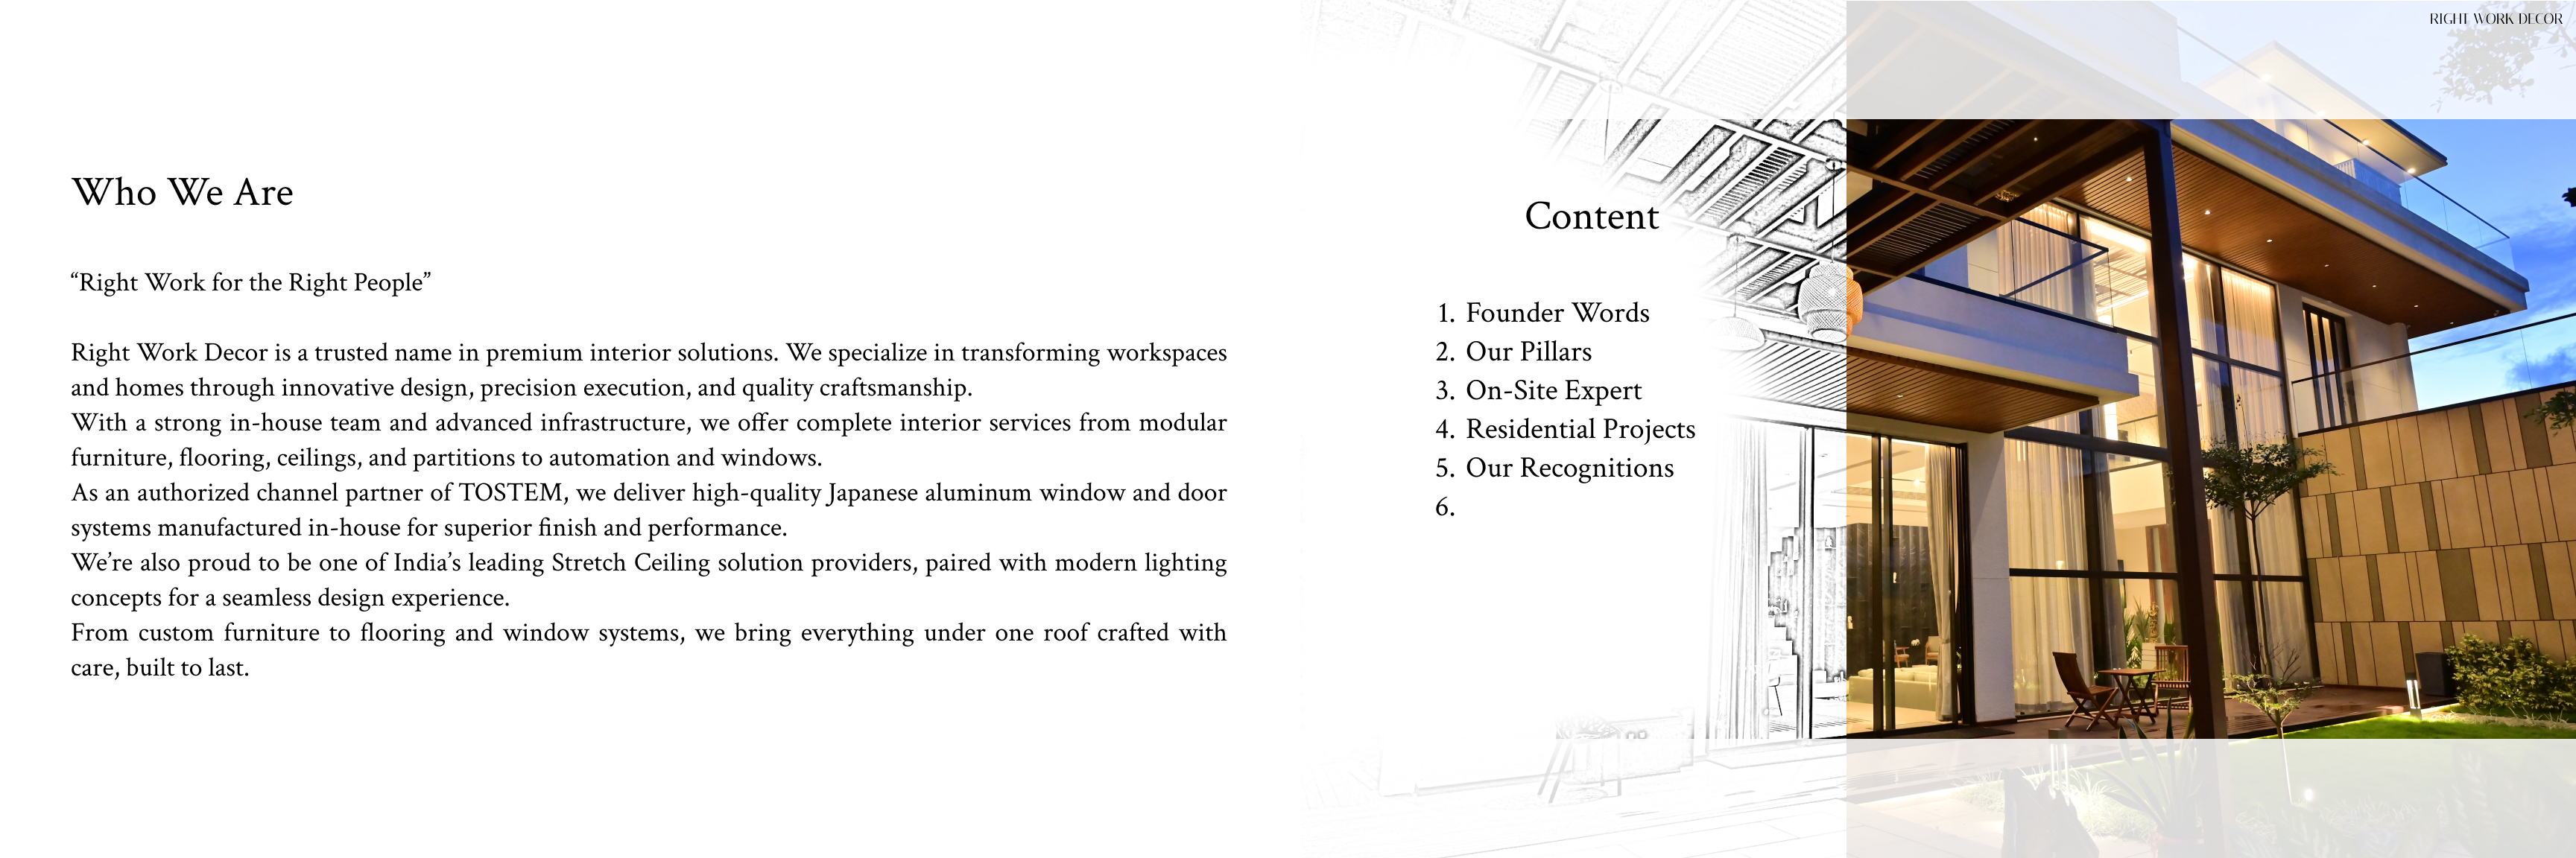 RIGHT WORK DECOR
Who We Are
“Right Work for the Right People”
Right Work Decor is a trusted name in premium interior solutions. We specialize in transforming workspaces
and homes through innovative design, precision execution, and quality craftsmanship.
With a strong in-house team and advanced infrastructure, we offer complete interior services from modular
furniture, flooring, ceilings, and partitions to automation and windows.
As an authorized channel partner of TOSTEM, we deliver high-quality Japanese aluminum window and door
systems manufactured in-house for superior finish and performance.
We’re also proud to be one of India’s leading Stretch Ceiling solution providers, paired with modern lighting
concepts for a seamless design experience.
From custom furniture to flooring and window systems, we bring everything under one roof crafted with
care, built to last.
Content
1. Founder Words
2. Our Pillars
3. On-Site Expert
4. Residential Projects
5. Our Recognitions
6.